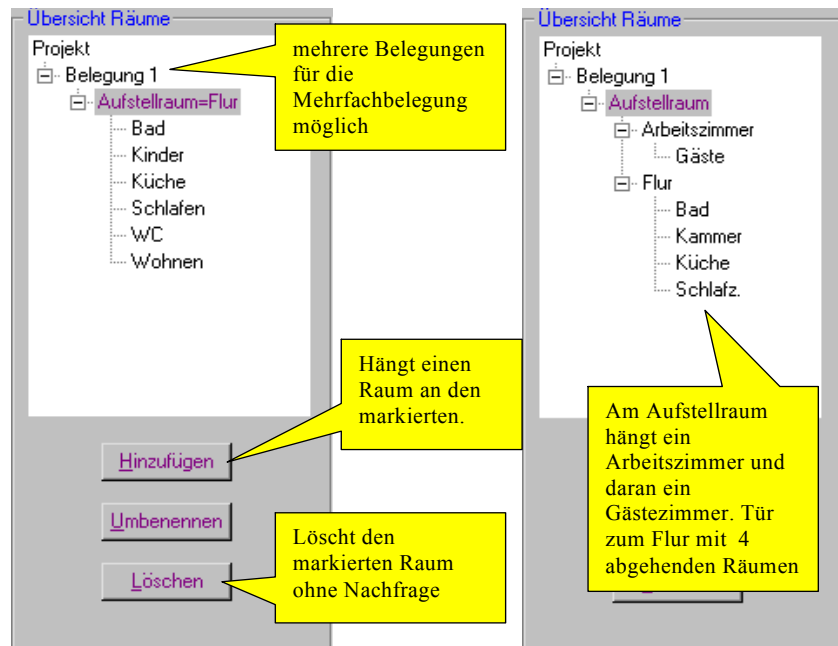 Übersicht Räume
Projekt
Belegung 1
Aufstellraum=Flur
Bad
Kinder
Küche
Schlafen
WC
Wohnen
mehrere Belegungen
für die
Mehrfachbelegung
möglich
Hängt einen
Raum an den
markierten.
Hinzufügen
Umbenennen
Löschen
Löscht den
markierten Raum
ohne Nachfrage
Übersicht Räume
Projekt
Belegung 1
Aufstellraum
Arbeitszimmer
Gäste
Flur
Bad
Kammer
Küche
Schlafz.
Am Aufstellraum
hängt ein
Arbeitszimmer und
daran ein
Gästezimmer. Tür
zum Flur mit 4
abgehenden Räumen